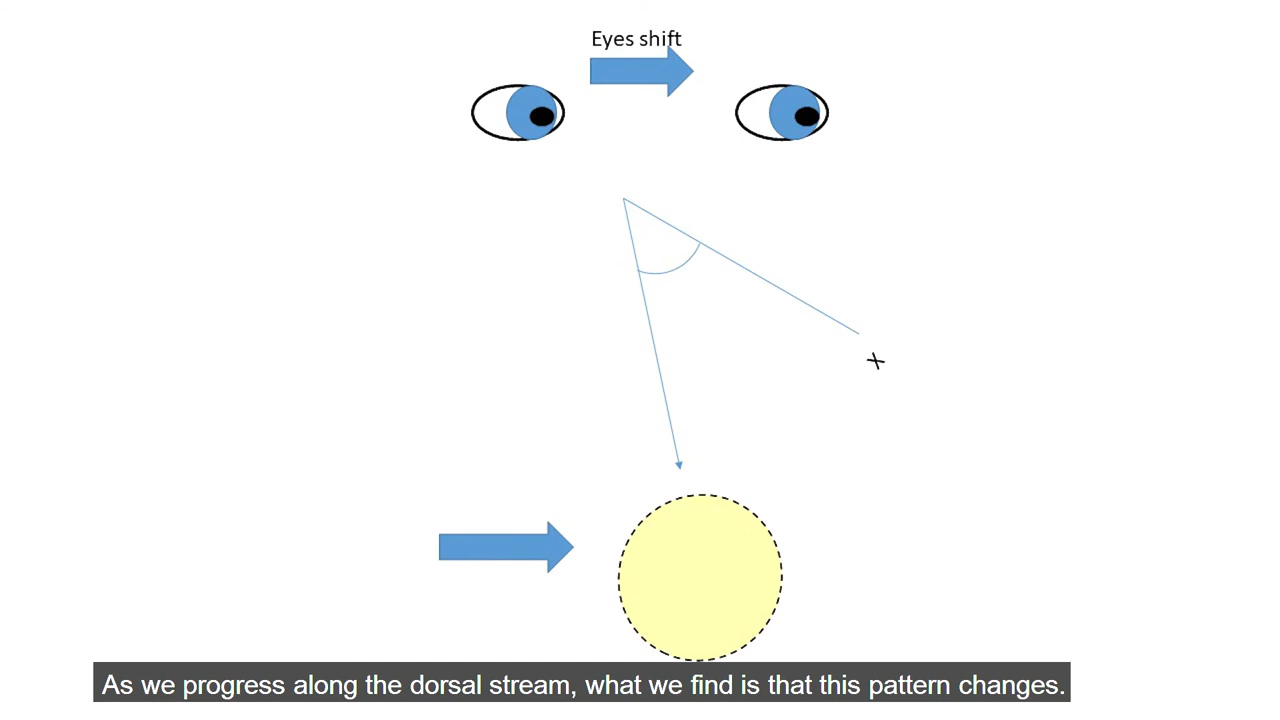 Eyes shift
x
As we progress along the dorsal stream, what we find is that this pattern changes.